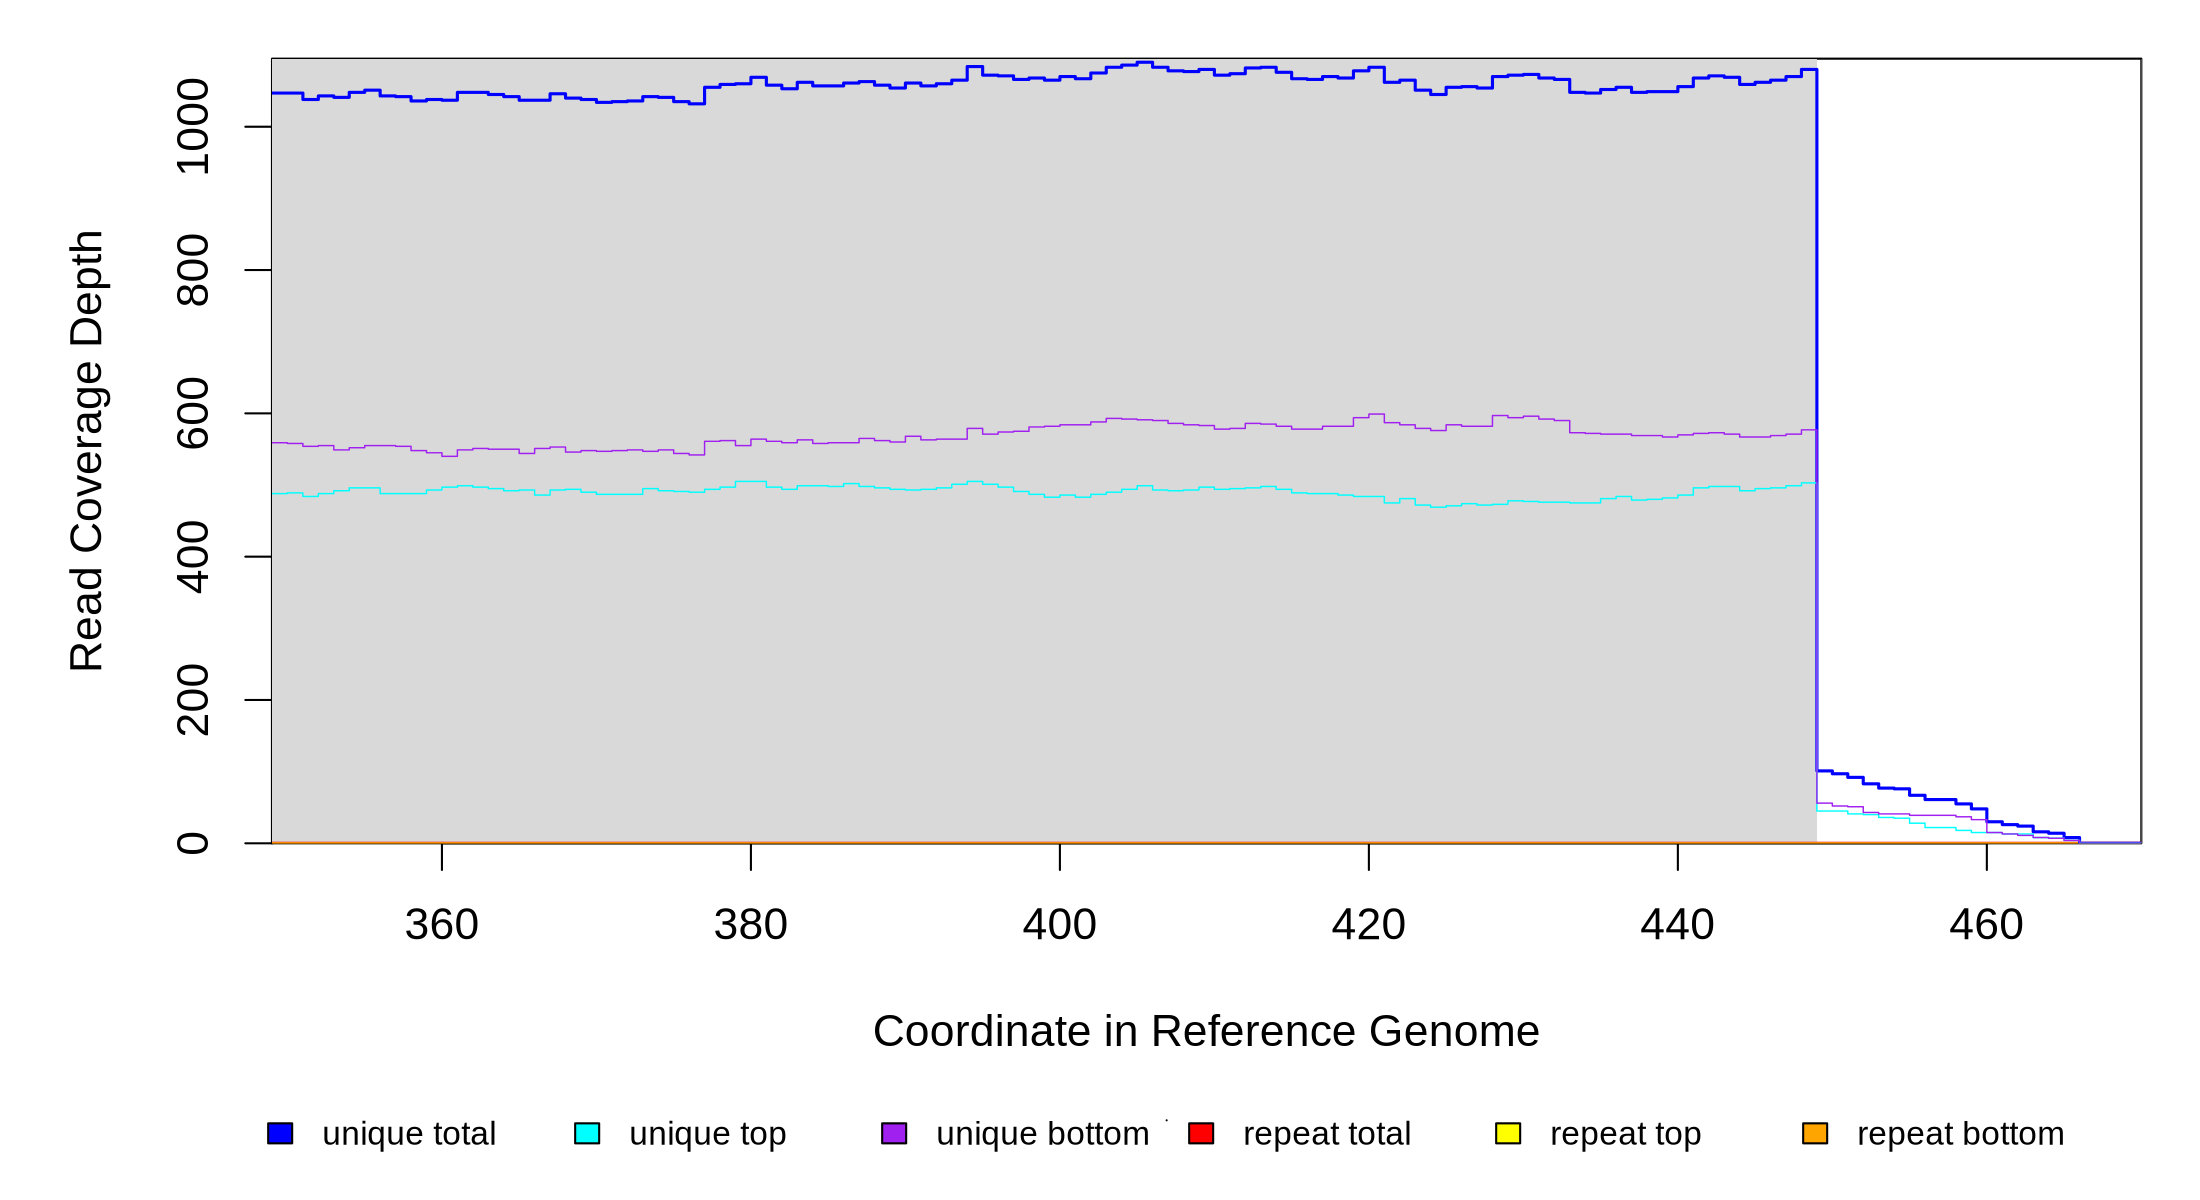 Read Coverage Depth
1000
800
600
400
200
0
360 380 400 420 440 460
Coordinate in Reference Genome
unique total unique top unique bottom repeat total repeat top repeat bottom